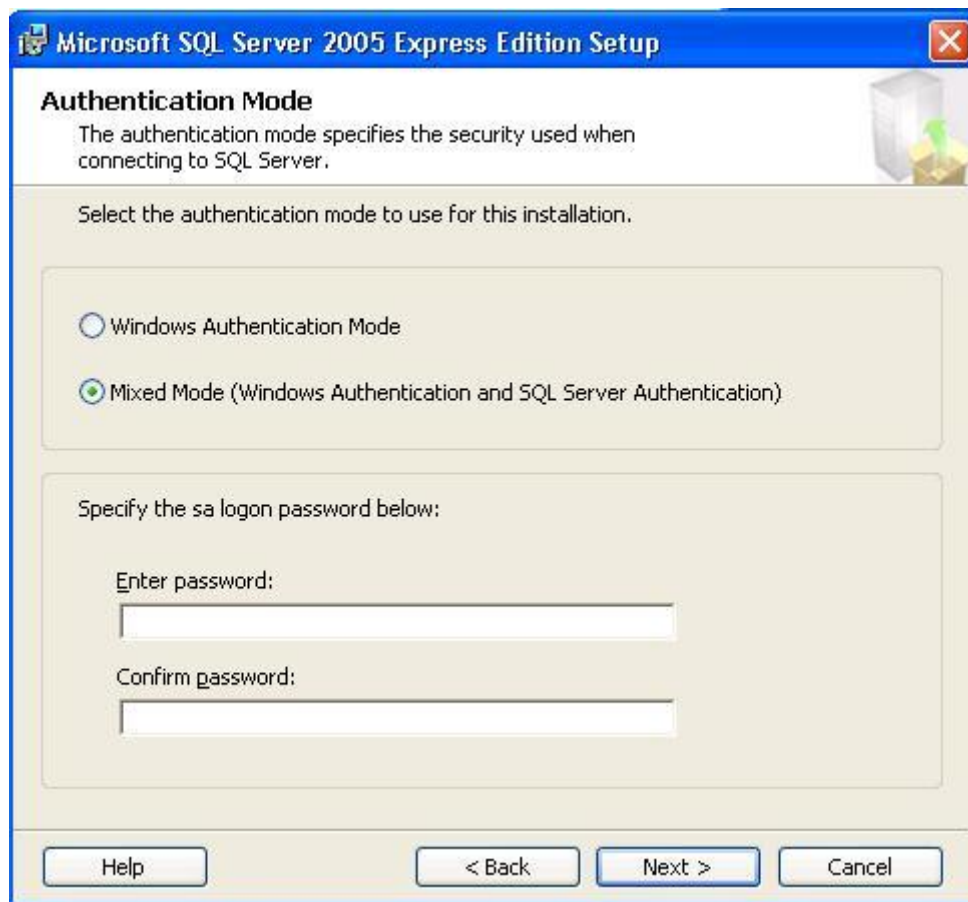 Microsoft SQL Server 2005 Express Edition Setup
Authentication Mode
The authentication mode specifies the security used when
connecting to SQL Server.
Select the authentication mode to use for this installation.
Windows Authentication Mode
Mixed Mode (Windows Authentication and SQL Server Authentication)
Specify the sa logon password below:
Enter password:
Confirm password:
Help < Back Next > Cancel